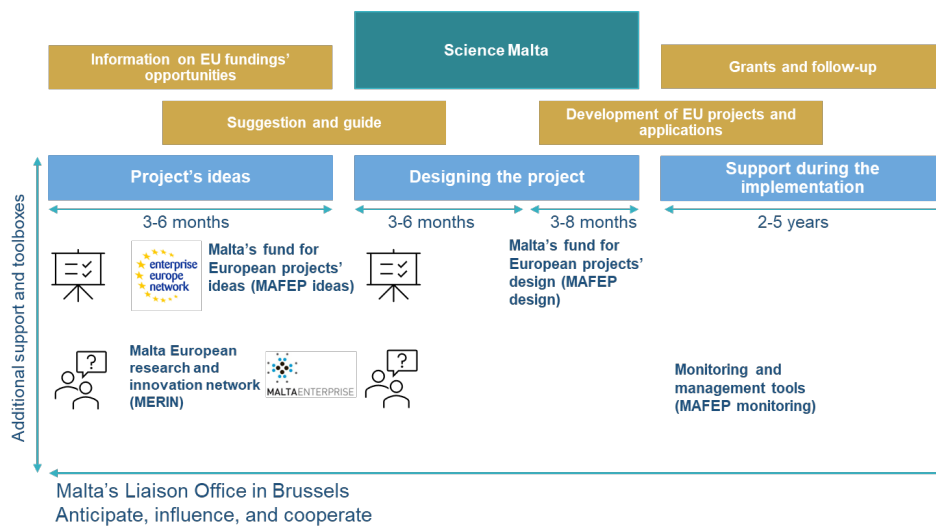 Science Malta
Information on EU fundings'
opportunities
Grants and follow-up
Suggestion and guide
Development of EU projects and
applications
Project's ideas
Designing the project
Support during the
implementation
3-6 months
3-6 months
3-8 months
2-5 years
Additional support and toolboxes
enterprise
europe
network
Malta's fund for
European projects'
ideas (MAFEP ideas)
Malta's fund for
European projects'
design (MAFEP
design)
?
Malta European
research and
innovation network
(MERIN)
MALTAENTERPRISE
?
Monitoring and
management tools
(MAFEP monitoring)
Malta's Liaison Office in Brussels
Anticipate, influence, and cooperate